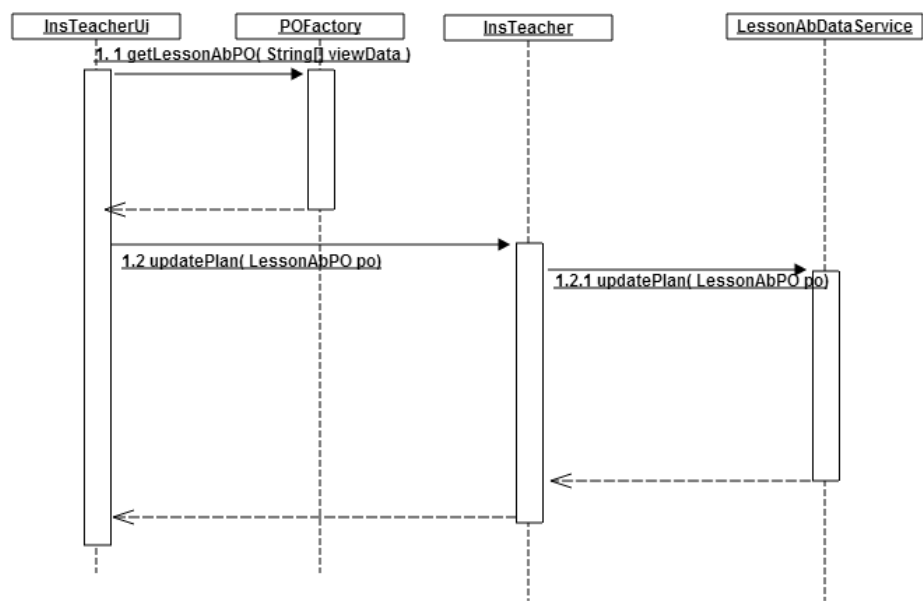 InsTeacherUi
POFactory
InsTeacher
LessonAbDataService
1. 1 getLessonAbPO( String[] viewData )
1.2 updatePlan( LessonAbPO po)
1.2.1 updatePlan( LessonAbPO po)